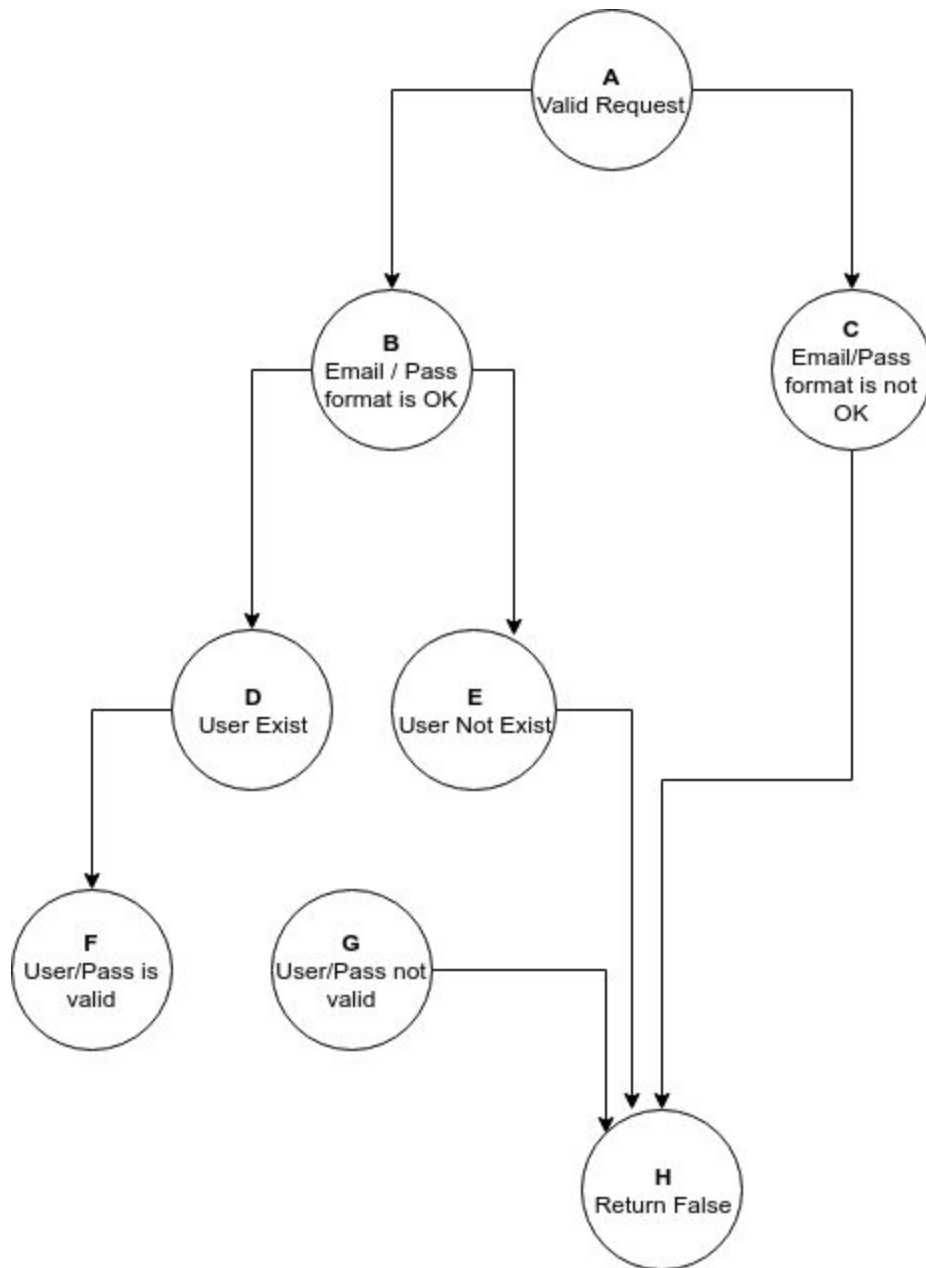 A
Valid Request
B
Email / Pass
format is OK
C
Email/Pass
format is not
OK
D
User Exist
E
User Not Exist
F
User/Pass is
valid
G
User/Pass not
valid
H
Return False